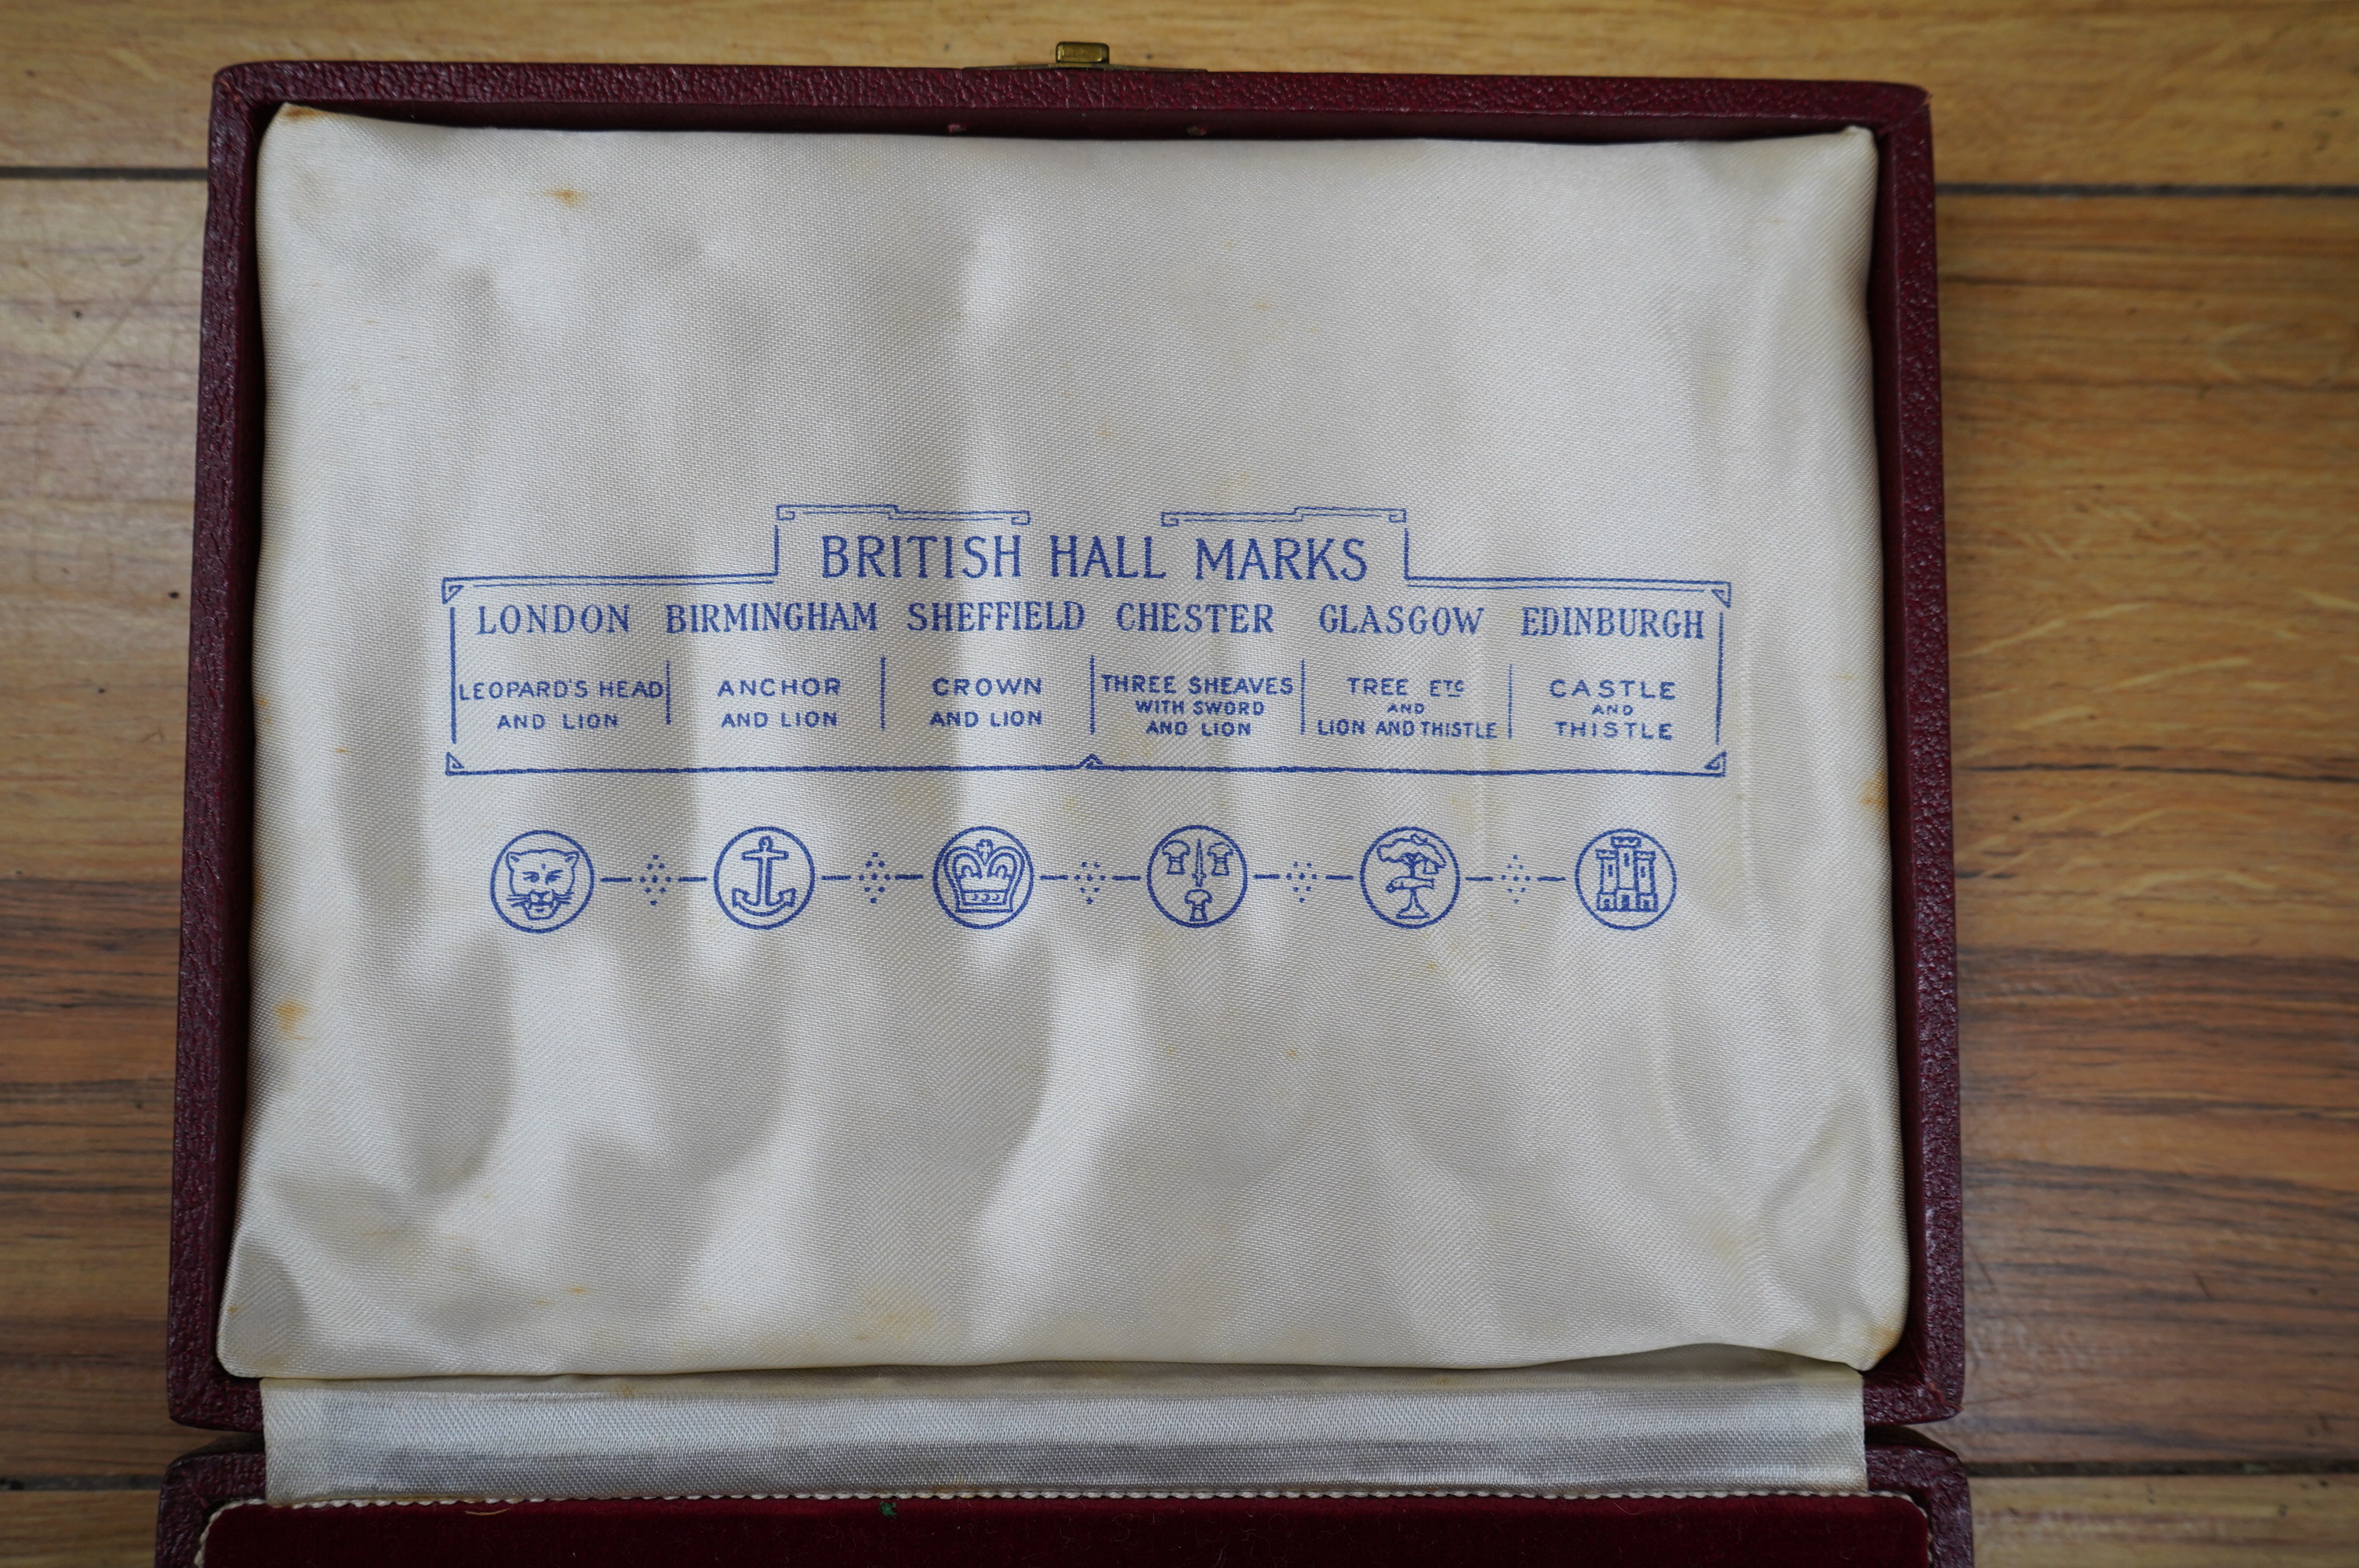 BRITISH HALL MARKS
LONDON BIRMINGHAM SHEFFIELD CHESTER GLASGOW EDINBURGH
LEOPARD'S HEAD AND LION
ANCHOR AND LION
CROWN AND LION
THREE SHEAVES WITH SWORD AND LION
TREE ETC AND LION AND THISTLE
CASTLE AND THISTLE